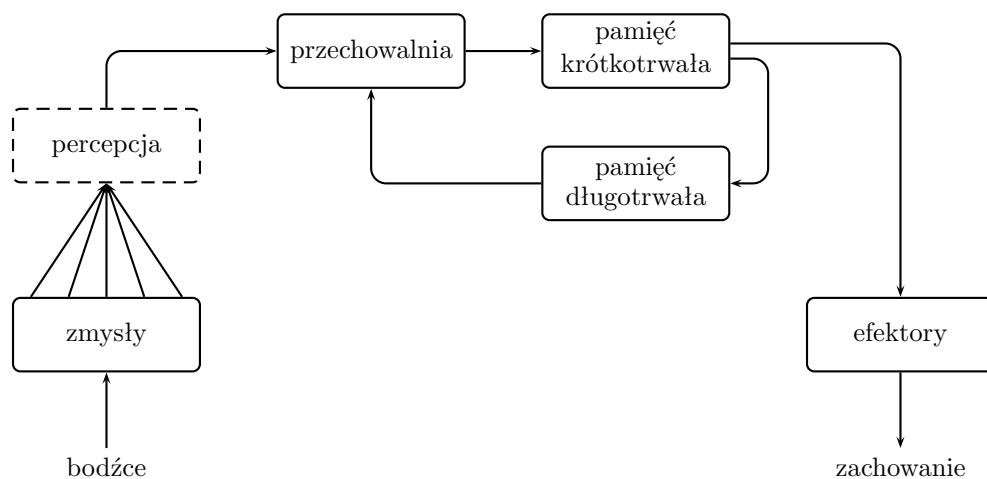 przechowalnia
pamięć
krótkotrwała
percepcja
pamięć
długotrwała
zmysły
efektory
bodźce
zachowanie